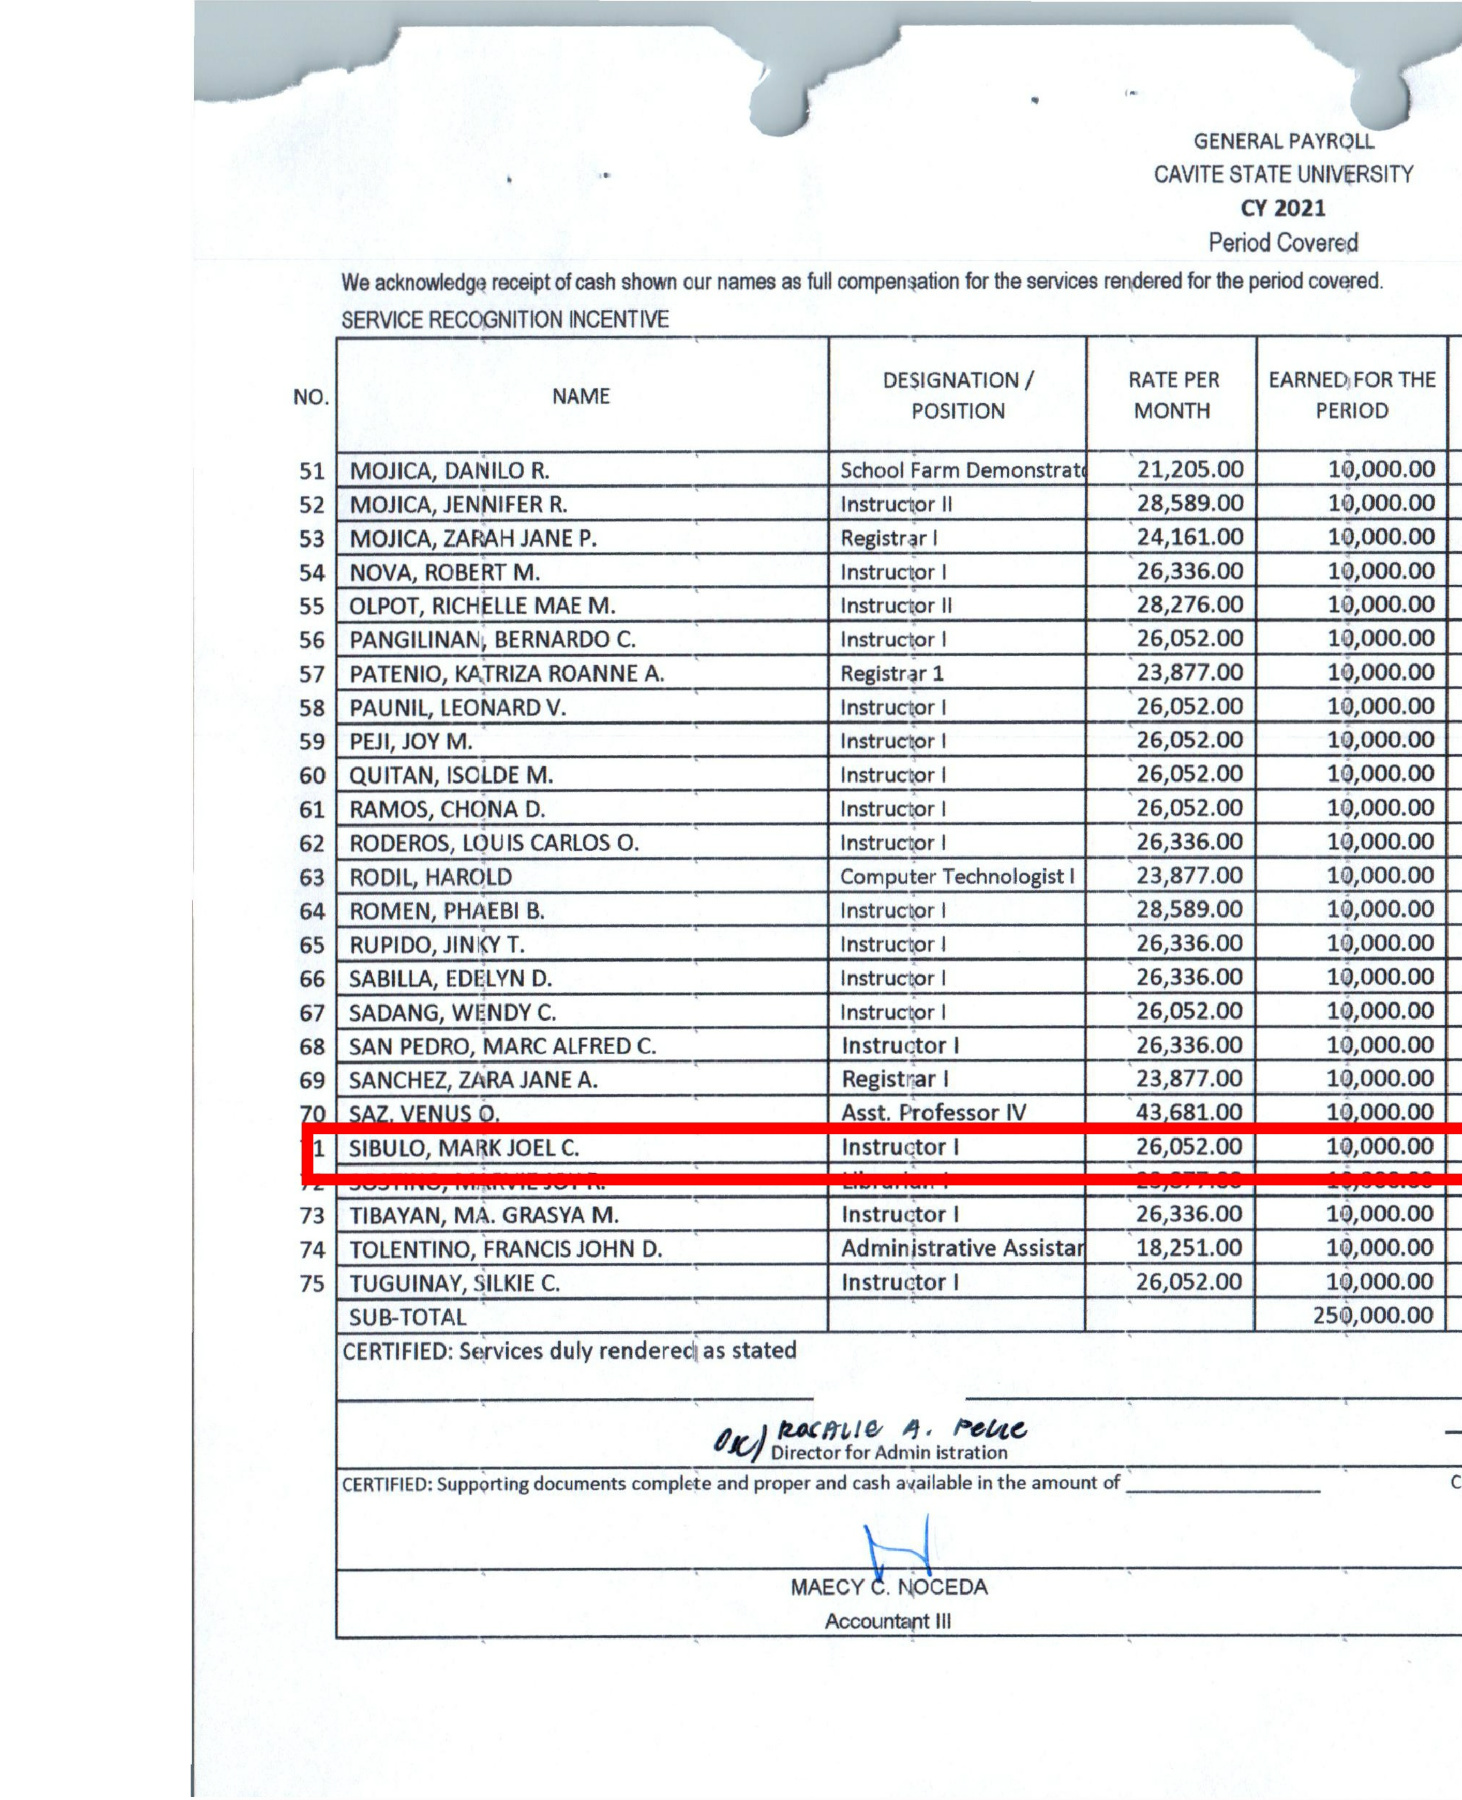 GENERAL PAYROLL
CAVITE STATE UNIVERSITY
CY 2021
Period Covered
We acknowledge receipt of cash shown our names as full compensation for the services rendered for the period covered.
SERVICE RECOGNITION INCENTIVE
NO. NAME DESIGNATION / POSITION RATE PER MONTH EARNED FOR THE PERIOD
51 MOJICA, DANILO R. School Farm Demonstrato 21,205.00 10,000.00
52 MOJICA, JENNIFER R. Instructor II 28,589.00 10,000.00
53 MOJICA, ZARAH JANE P. Registrar I 24,161.00 10,000.00
54 NOVA, ROBERT M. Instructor I 26,336.00 10,000.00
55 OLPOT, RICHELLE MAE M. Instructor II 28,276.00 10,000.00
56 PANGILINAN, BERNARDO C. Instructor I 26,052.00 10,000.00
57 PATENIO, KATRIZA ROANNE A. Registrar 1 23,877.00 10,000.00
58 PAUNIL, LEONARD V. Instructor I 26,052.00 10,000.00
59 PEJI, JOY M. Instructor I 26,052.00 10,000.00
60 QUITAN, ISOLDE M. Instructor I 26,052.00 10,000.00
61 RAMOS, CHONA D. Instructor I 26,052.00 10,000.00
62 RODEROS, LOUIS CARLOS O. Instructor I 26,336.00 10,000.00
63 RODIL, HAROLD Computer Technologist I 23,877.00 10,000.00
64 ROMEN, PHAEBI B. Instructor I 28,589.00 10,000.00
65 RUPIDO, JINKY T. Instructor I 26,336.00 10,000.00
66 SABILLA, EDELYN D. Instructor I 26,336.00 10,000.00
67 SADANG, WENDY C. Instructor I 26,052.00 10,000.00
68 SAN PEDRO, MARC ALFRED C. Instructor I 26,336.00 10,000.00
69 SANCHEZ, ZARA JANE A. Registrar I 23,877.00 10,000.00
70 SAZ, VENUS O. Asst. Professor IV 43,681.00 10,000.00
71 SIBULO, MARK JOEL C. Instructor I 26,052.00 10,000.00
72 Librarian I 23,877.00 10,000.00
73 TIBAYAN, MA. GRASYA M. Instructor I 26,336.00 10,000.00
74 TOLENTINO, FRANCIS JOHN D. Administrative Assistan 18,251.00 10,000.00
75 TUGUINAY, SILKIE C. Instructor I 26,052.00 10,000.00
SUB-TOTAL 250,000.00
CERTIFIED: Services duly rendered as stated
A.
Director for Admin istration
CERTIFIED: Supporting documents complete and proper and cash available in the amount of C
MAECY C. NOCEDA
Accountant III